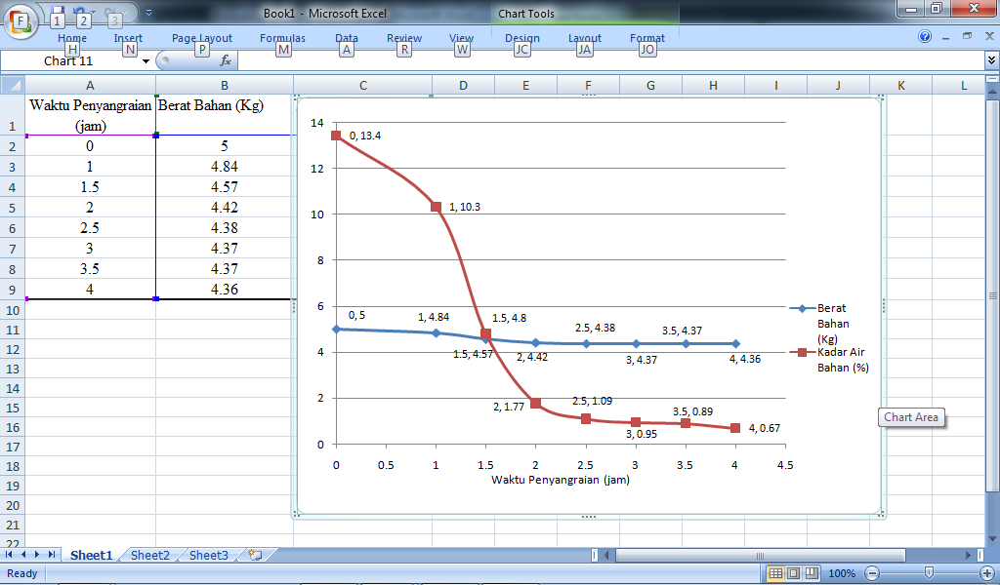 Book1 - Microsoft Excel
Chart Tools
F
1
2
3
Home
Insert
Page Layout
Formulas
Data
Review
View
Design
Layout
Format
H
N
P
M
A
R
W
JC
JA
JO
Chart 11
fx
A B C D E F G H I J K L
1 Waktu Penyangraian Berat Bahan (Kg)
(jam)
2 0 5
3 1 4.84
4 1.5 4.57
5 2 4.42
6 2.5 4.38
7 3 4.37
8 3.5 4.37
9 4 4.36
10
11
12
13
14
15
16
17
18
19
20
21
22
14
12
10
8
6
4
2
0
0, 13.4
1, 10.3
0, 5
1, 4.84
1.5, 4.8
2.5, 4.38
3.5, 4.37
1.5, 4.57
2, 4.42
3, 4.37
4, 4.36
2, 1.77
2.5, 1.09
3, 0.95
3.5, 0.89
4, 0.67
0 0.5 1 1.5 2 2.5 3 3.5 4 4.5
Waktu Penyangraian (jam)
Berat
Bahan
(Kg)
Kadar Air
Bahan (%)
Chart Area
Sheet1 Sheet2 Sheet3
Ready
100%